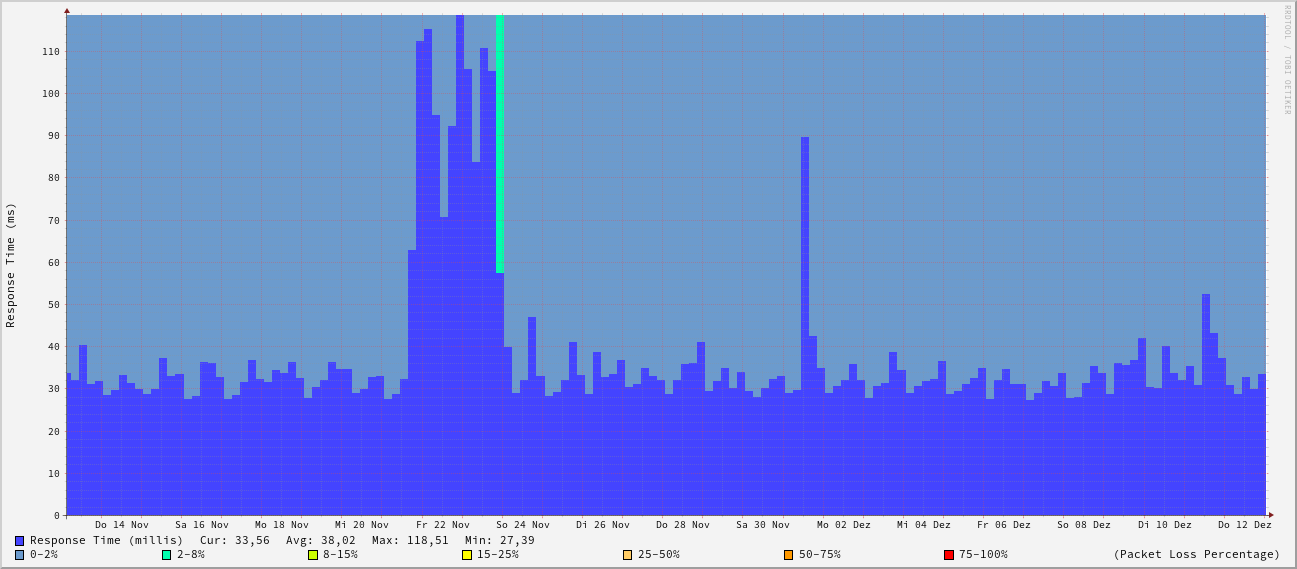 RRDTOOL / TOBI OETIKER
Response Time (ms)
110
100
90
80
70
60
50
40
30
20
10
0
Do 14 Nov Sa 16 Nov Mo 18 Nov Mi 20 Nov Fr 22 Nov So 24 Nov Di 26 Nov Do 28 Nov Sa 30 Nov Mo 02 Dez Mi 04 Dez Fr 06 Dez So 08 Dez Di 10 Dez Do 12 Dez
Response Time (millis) Cur: 33,56 Avg: 38,02 Max: 118,51 Min: 27,39
0-2% 2-8% 8-15% 15-25% 25-50% 50-75% 75-100% (Packet Loss Percentage)